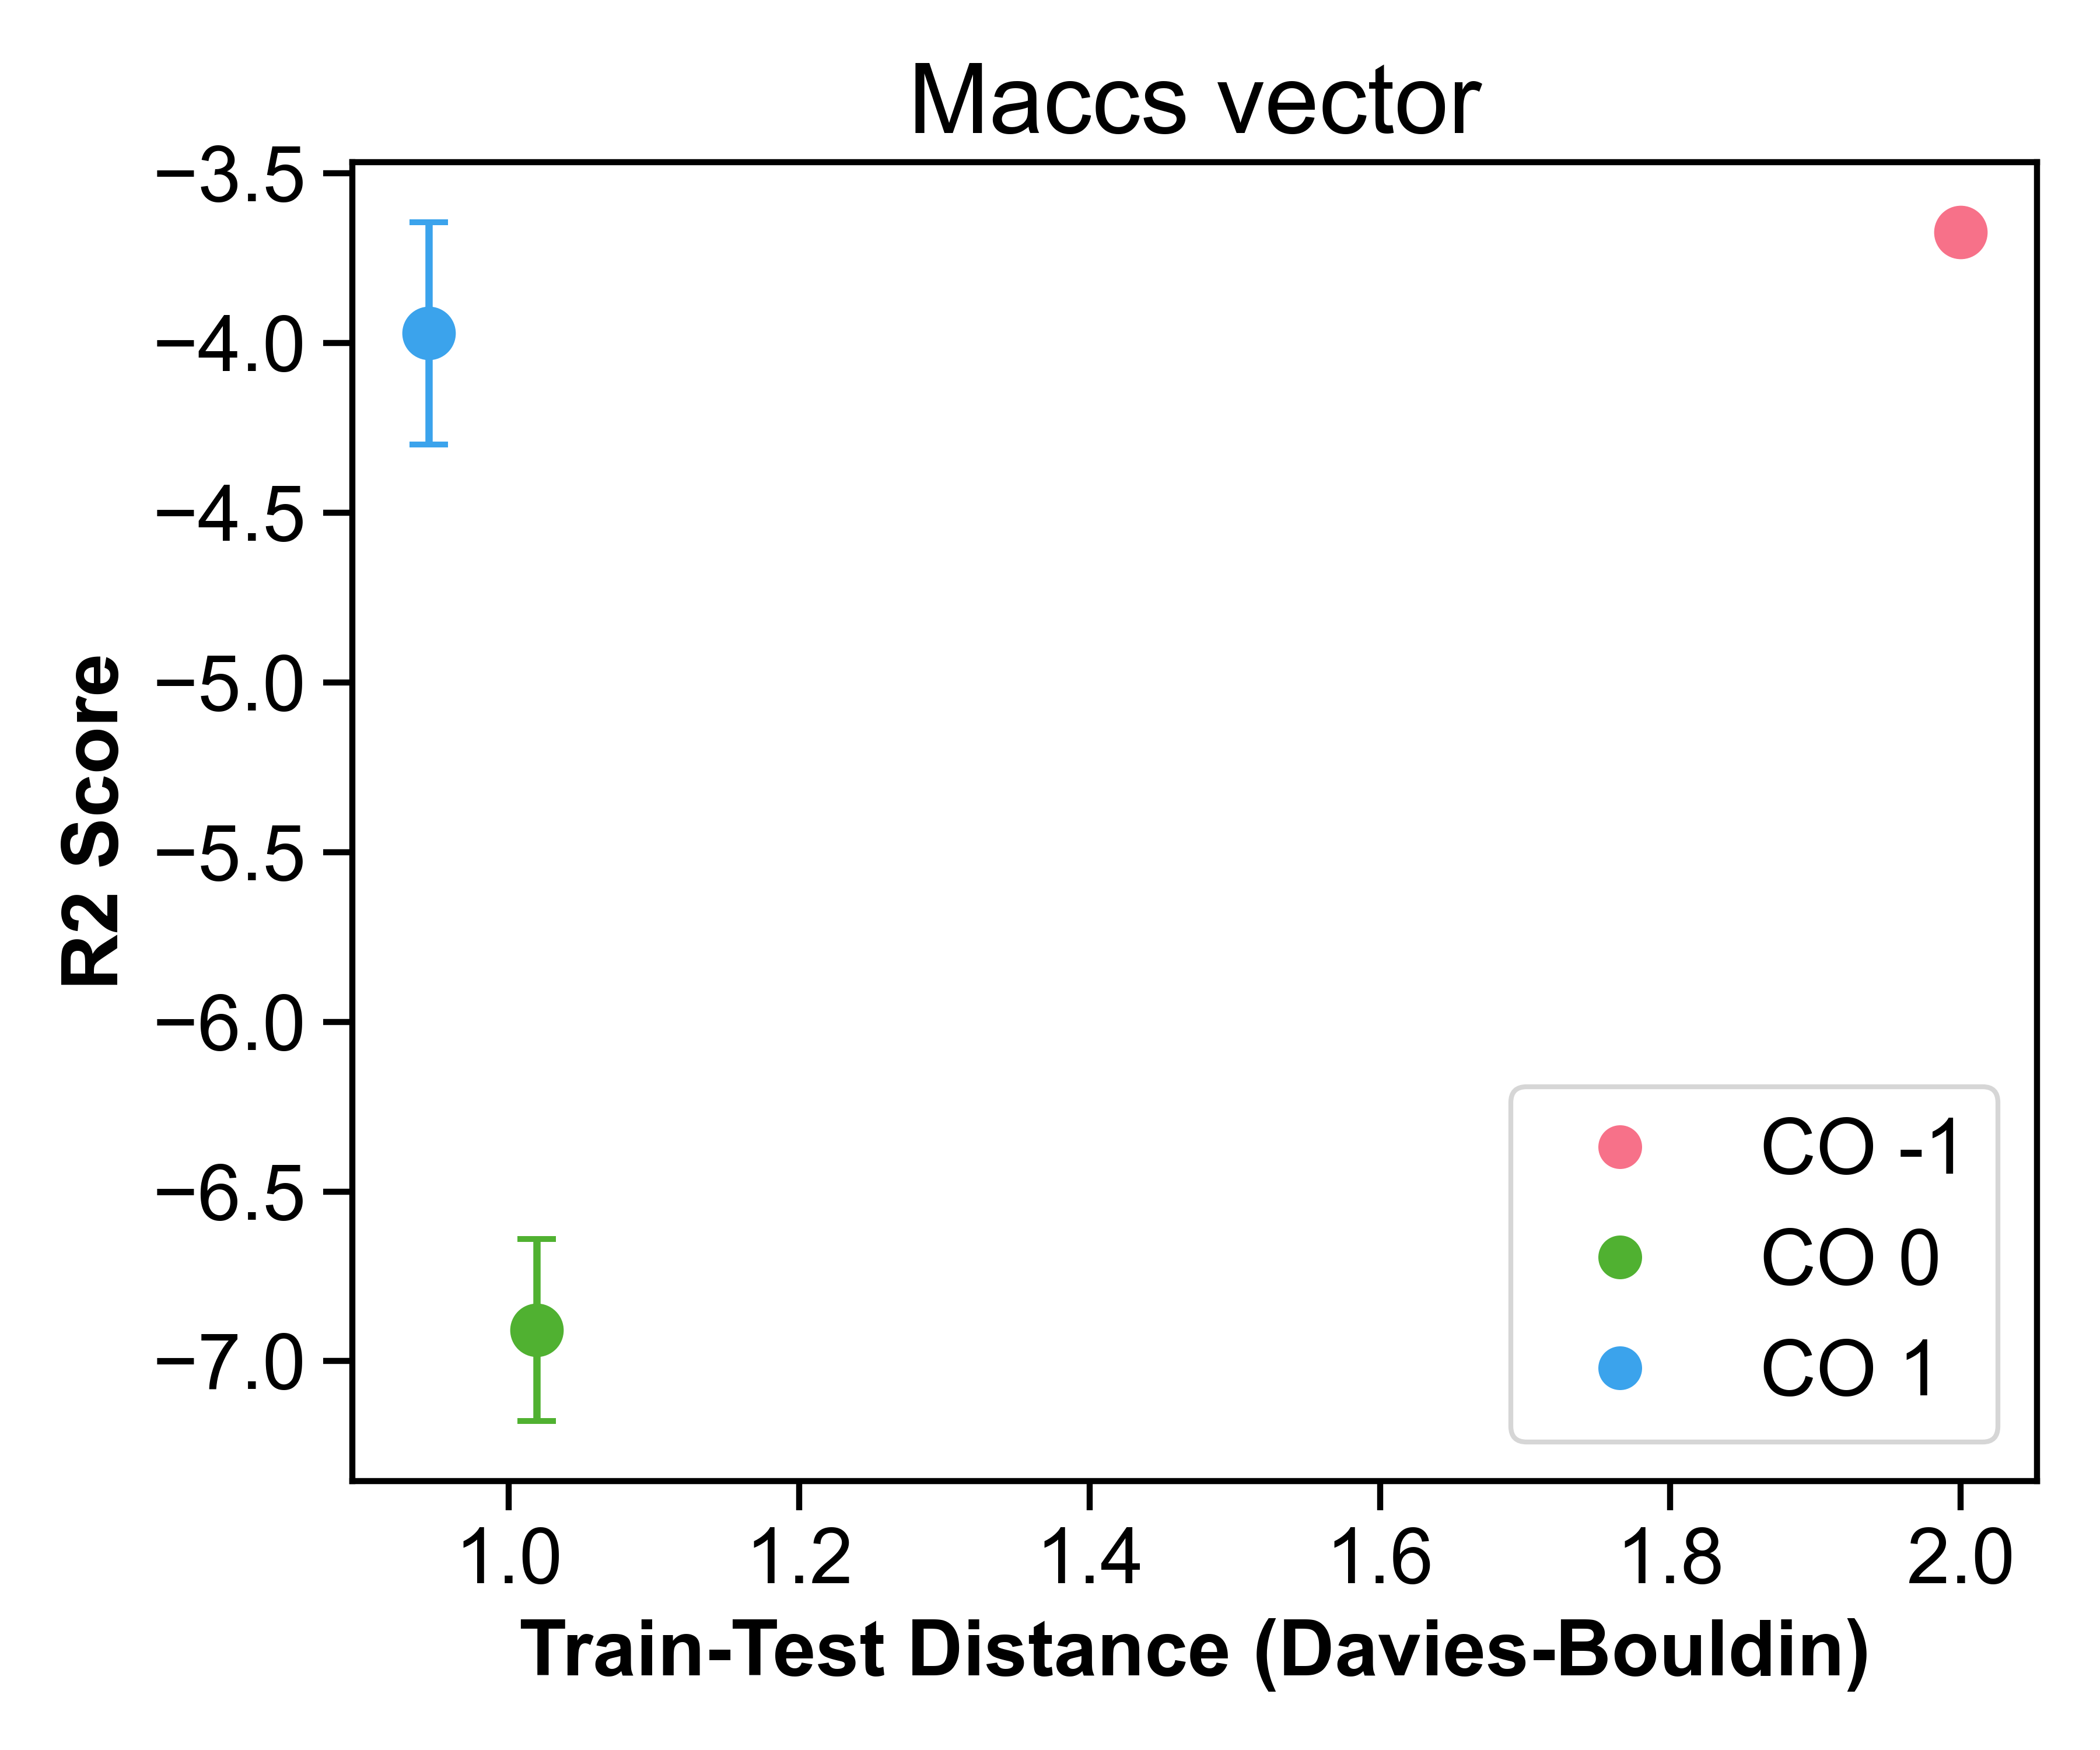 Maccs vector
−3.5
−4.0
−4.5
−5.0
−5.5
−6.0
−6.5
−7.0
R2 Score
CO -1
CO 0
CO 1
1.0 1.2 1.4 1.6 1.8 2.0
Train-Test Distance (Davies-Bouldin)